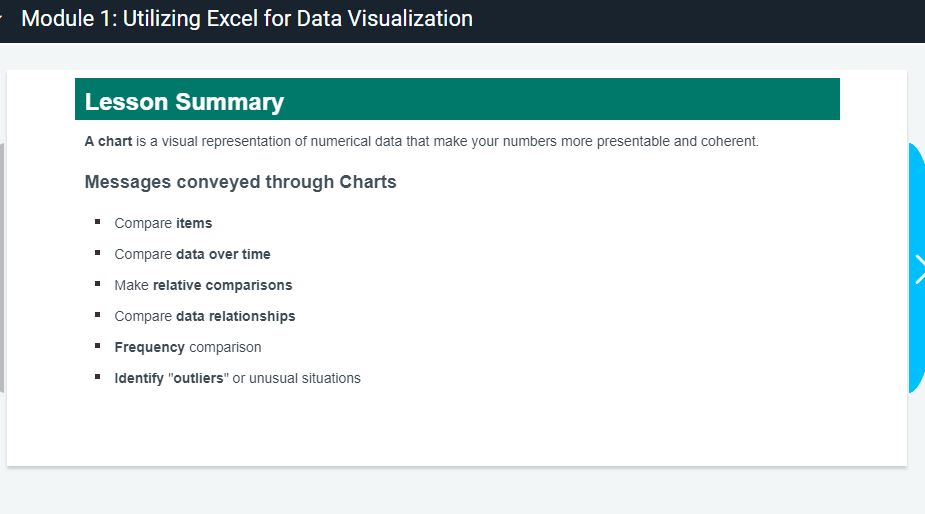 Module 1: Utilizing Excel for Data Visualization
Lesson Summary
A chart is a visual representation of numerical data that make your numbers more presentable and coherent.
Messages conveyed through Charts
Compare items
Compare data over time
Make relative comparisons
Compare data relationships
Frequency comparison
Identify "outliers" or unusual situations